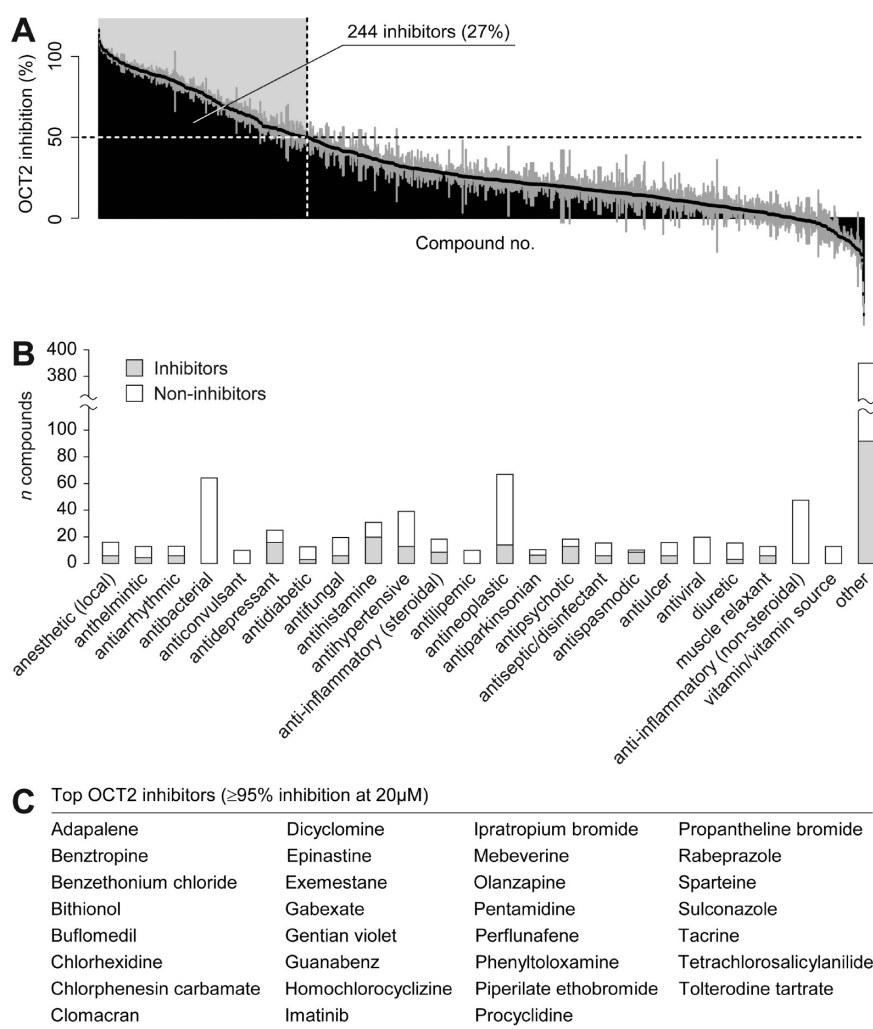 A
244 inhibitors (27%)
OCT2 inhibition (%)
100
50
0
Compound no.
B
n compounds
400
380
100
80
60
40
20
0
Inhibitors
Non-inhibitors
anesthetic (local)
anthelmintic
antiarrhythmic
antibacterial
anticonvulsant
antidepressant
antidiabetic
antifungal
antihistamine
antihypertensive
anti-inflammatory (steroidal)
antilipemic
antineoplastic
antiparkinsonian
antipsychotic
antiseptic/disinfectant
antispasmodic
antiulcer
antiviral
diuretic
muscle relaxant
anti-inflammatory (non-steroidal)
vitamin/vitamin source
other
C Top OCT2 inhibitors (≥95% inhibition at 20μM)
Adapalene Dicyclomine Ipratropium bromide Propantheline bromide
Benztropine Epinastine Mebeverine Rabeprazole
Benzethonium chloride Exemestane Olanzapine Sparteine
Bithionol Gabexate Pentamidine Sulconazole
Buflomedil Gentian violet Perflunafene Tacrine
Chlorhexidine Guanabenz Phenyltoloxamine Tetrachlorosalicylanilide
Chlorphenesin carbamate Homochlorocyclizine Piperilate ethobromide Tolterodine tartrate
Clomacran Imatinib Procyclidine